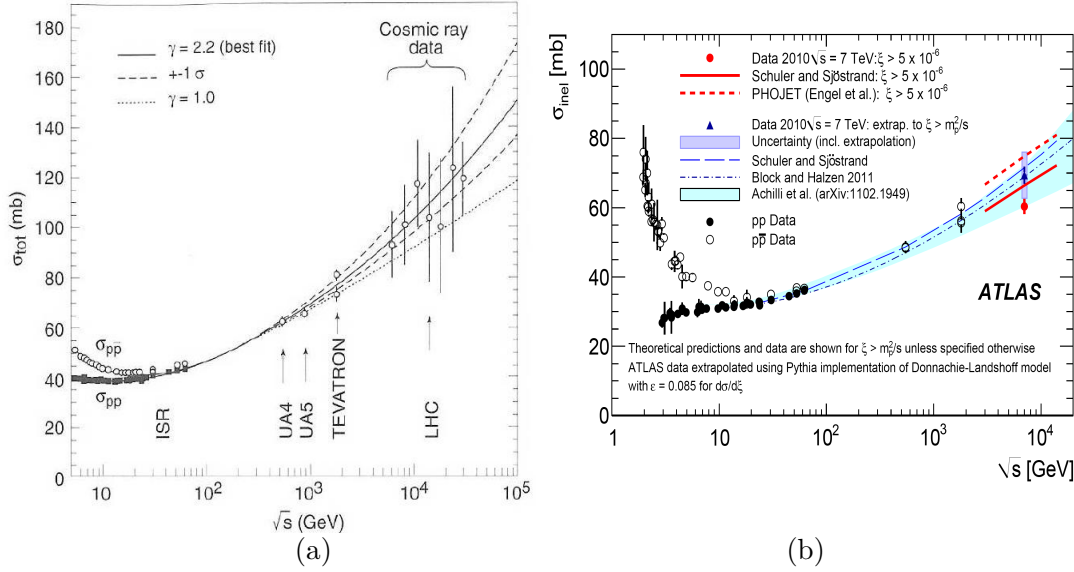 190
180
160
140
120
100
80
60
40
20
0
σtot (mb)
γ = 2.2 (best fit)
+-1 σ
γ = 1.0
Cosmic ray
data
σpp̄
σpp
ISR
UA4
UA5
TEVATRON
LHC
10
10²
10³
10⁴
10⁵
√s (GeV)
(a)
σinel [mb]
100
80
60
40
20
0
Data 2010 √s = 7 TeV: ξ > 5 x 10⁻⁶
Schuler and Sjöstrand: ξ > 5 x 10⁻⁶
PHOJET (Engel et al.): ξ > 5 x 10⁻⁶
Data 2010 √s = 7 TeV: extrap. to ξ > m²p/s
Uncertainty (incl. extrapolation)
Schuler and Sjöstrand
Block and Halzen 2011
Achilli et al. (arXiv:1102.1949)
pp Data
pp̄ Data
ATLAS
Theoretical predictions and data are shown for ξ > m²p/s unless specified otherwise
ATLAS data extrapolated using Pythia implementation of Donnachie-Landshoff model
with ε = 0.085 for dσ/dξ
1
10
10²
10³
10⁴
√s [GeV]
(b)